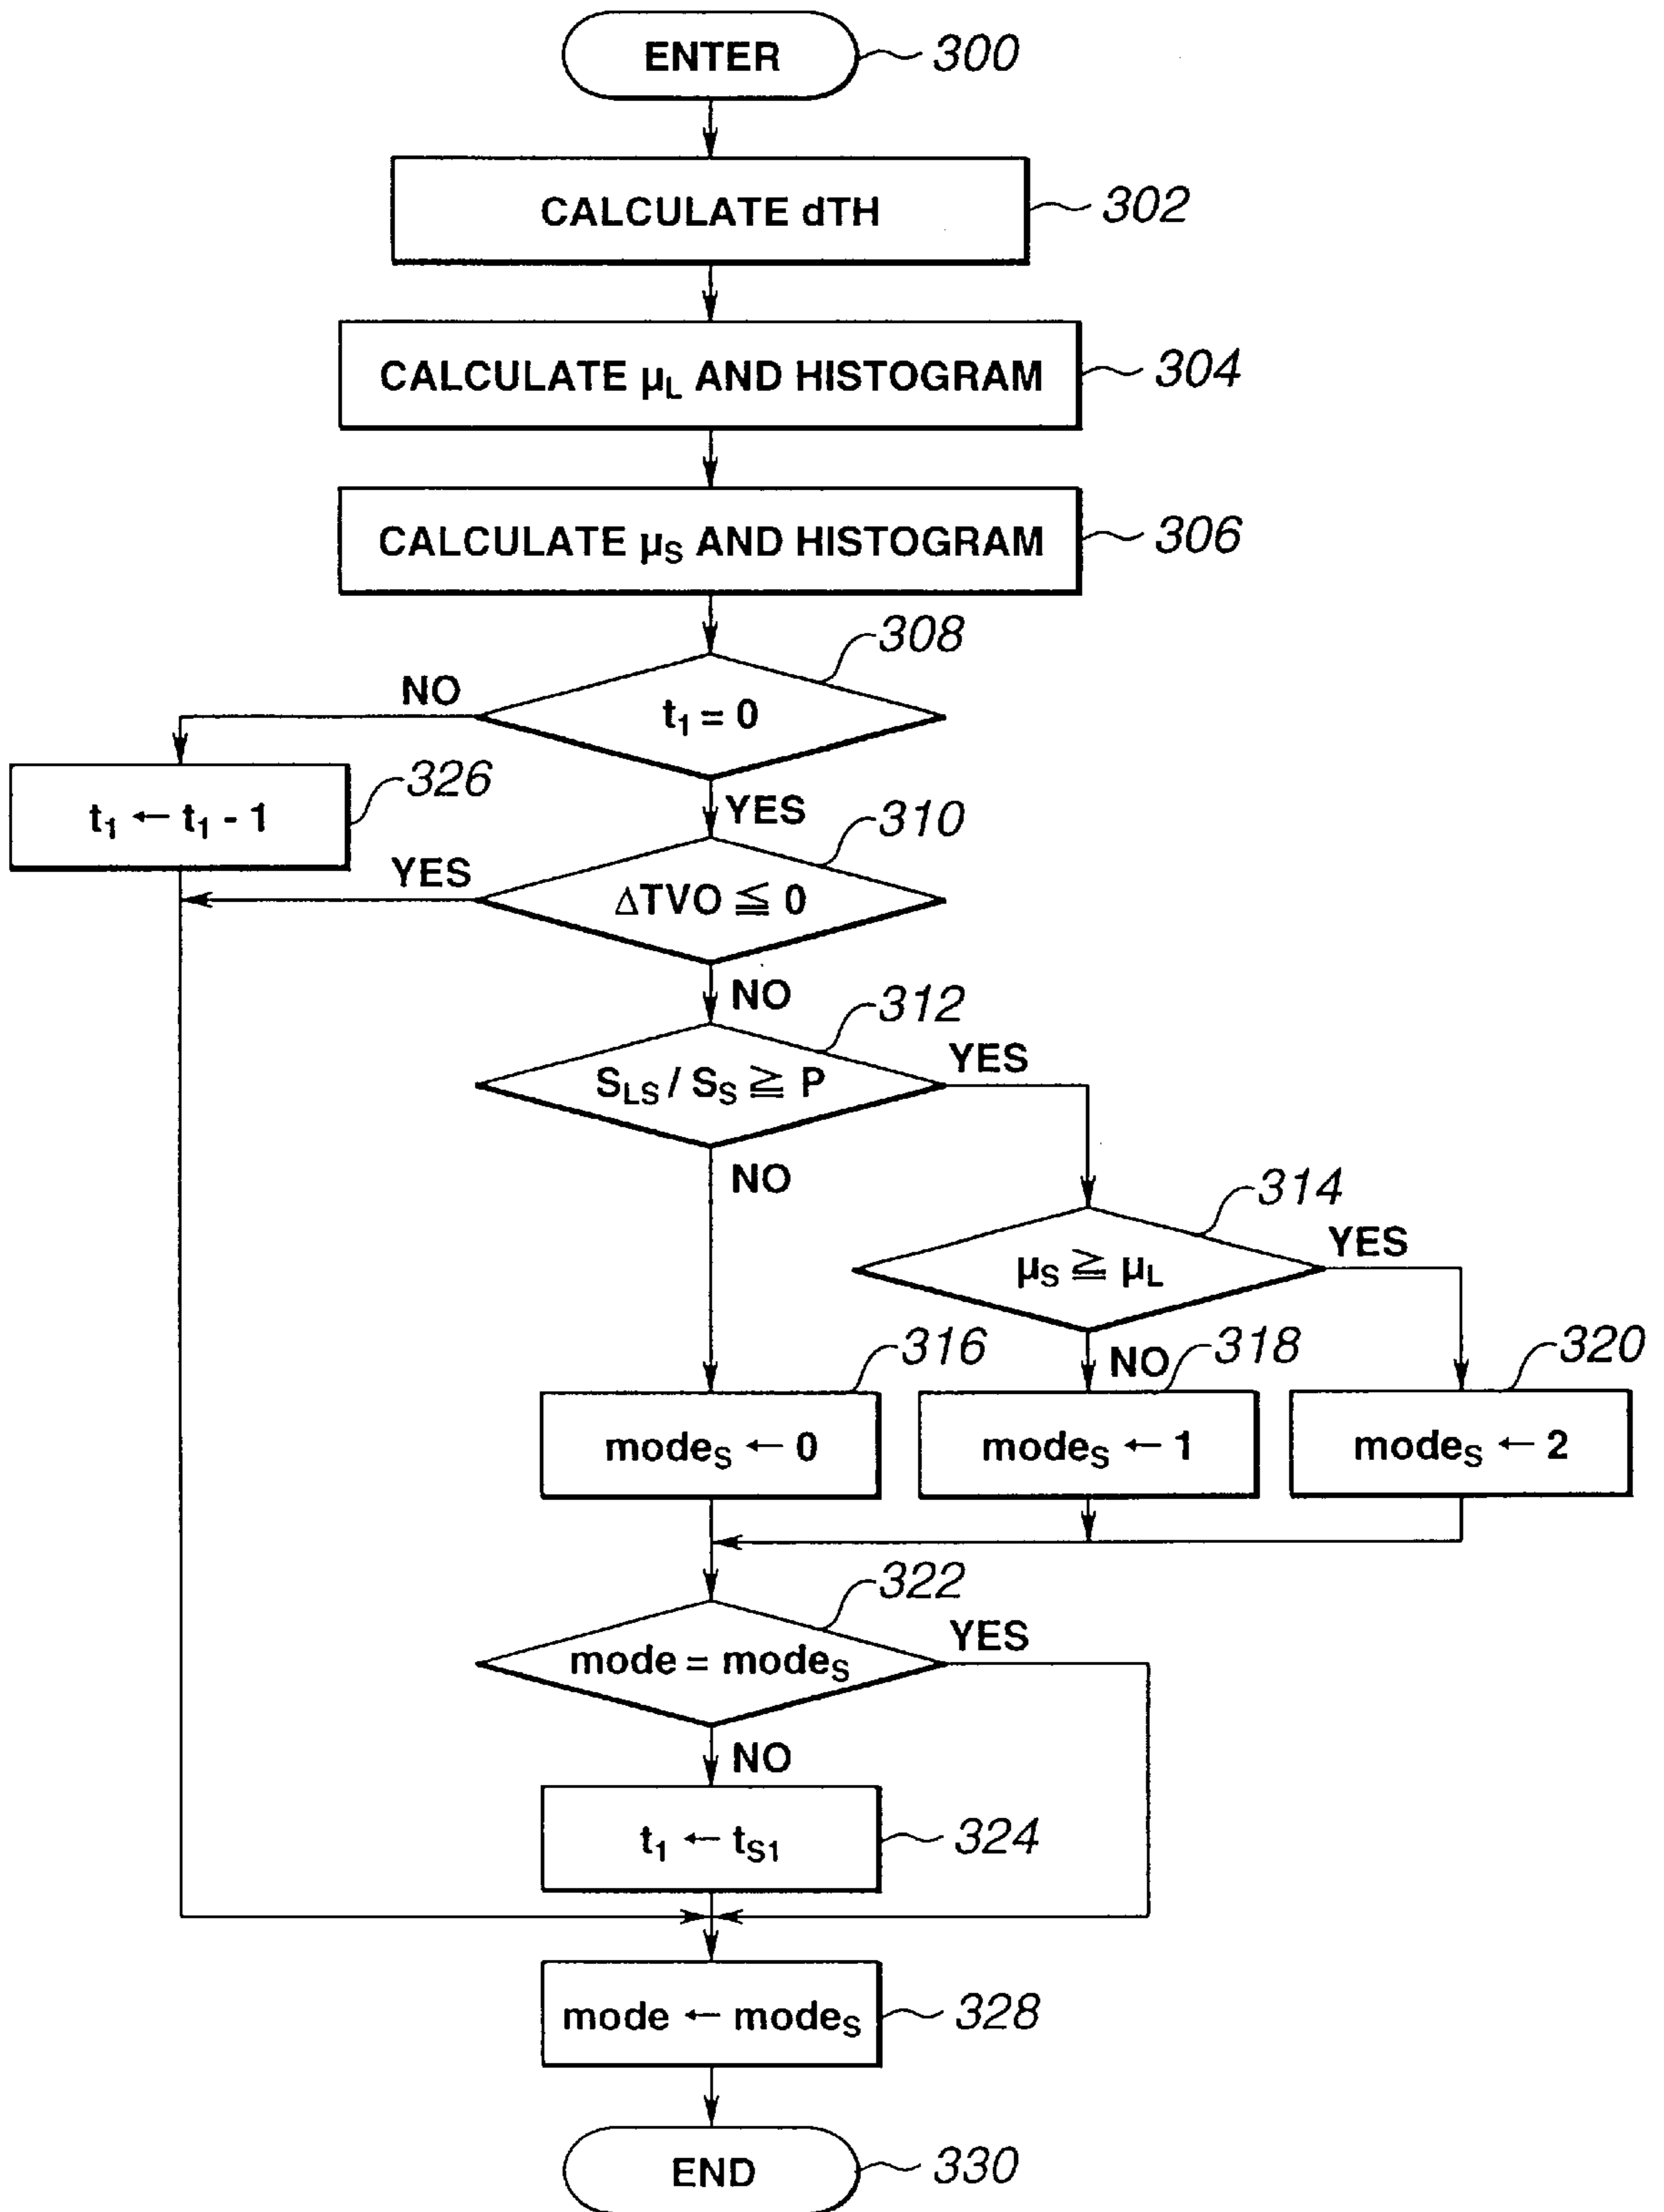 ENTER
300
CALCULATE dTH
302
CALCULATE μL AND HISTOGRAM
304
CALCULATE μS AND HISTOGRAM
306
308
NO
t1 = 0
326
t1 ← t1 - 1
YES
310
YES
ΔTVO ≦ 0
NO
312
YES
SLS / SS ≧ P
NO
314
YES
μS ≧ μL
316
NO
318
320
modeS ← 0
modeS ← 1
modeS ← 2
322
YES
mode = modeS
NO
t1 ← tS1
324
mode ← modeS
328
END
330